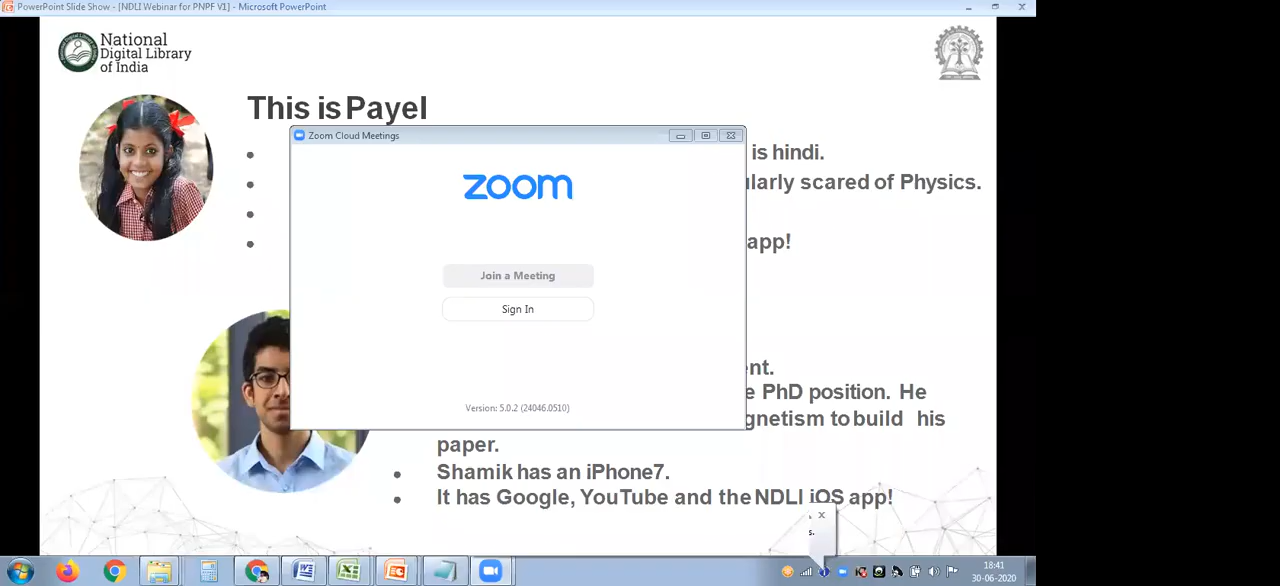 PowerPoint Slide Show - [NDLI Webinar for PNPF V1] - Microsoft PowerPoint
National
Digital Library
of India
This is Payel
Zoom Cloud Meetings
is hindi.
ularly scared of Physics.
app!
zoom
Join a Meeting
Sign In
Version: 5.0.2 (24046.0510)
nt.
e PhD position. He
gnetism to build his
paper.
Shamik has an iPhone7.
It has Google, YouTube and the NDLI iOS app!
s.
18:41
30-06-2020